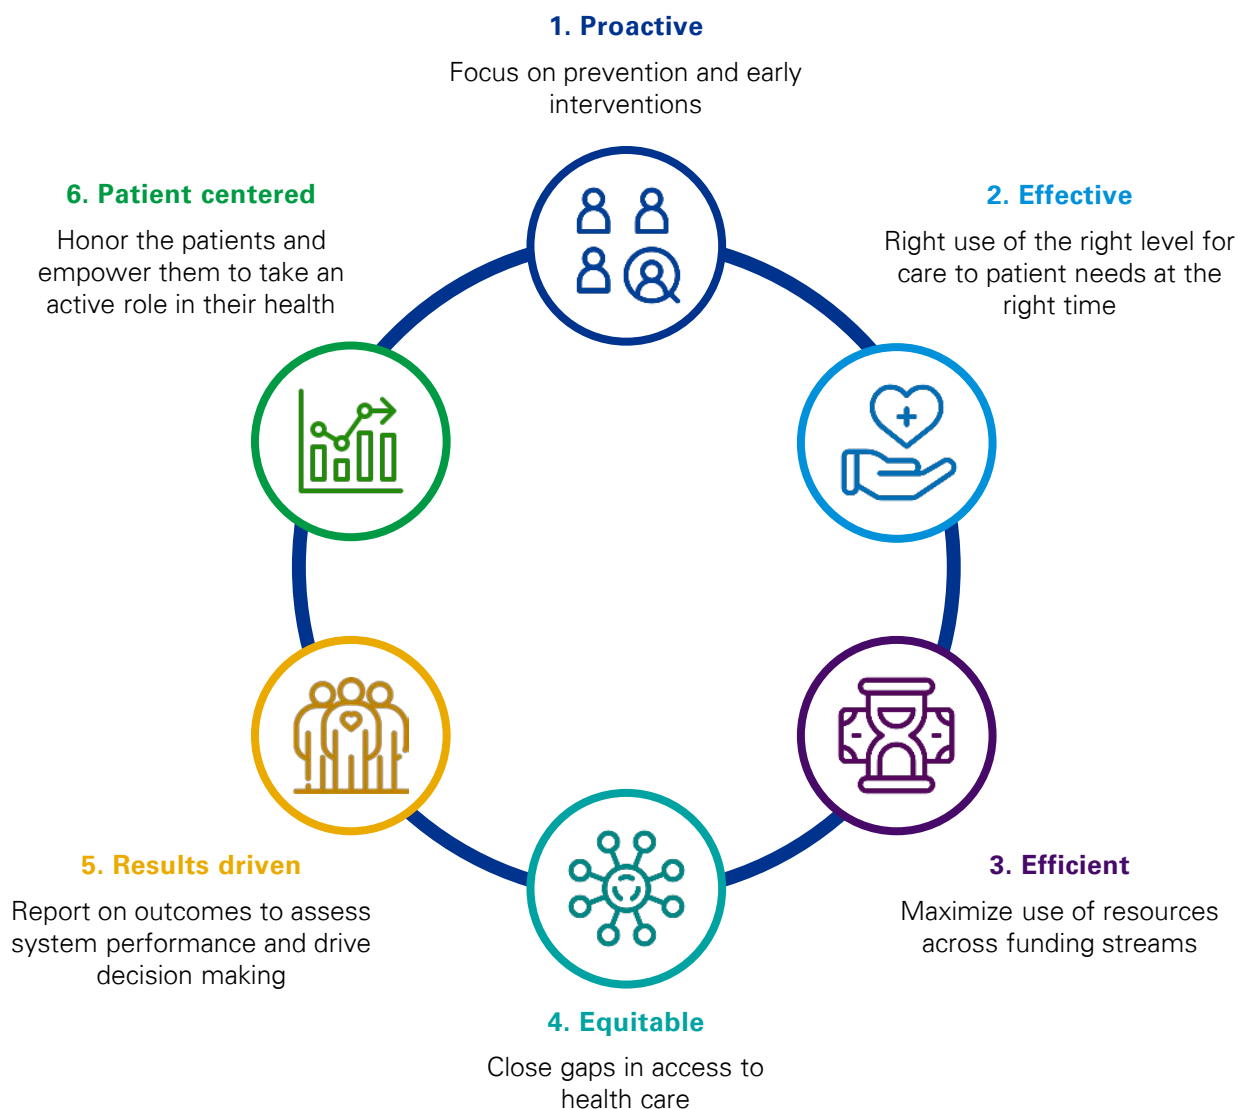 1. Proactive
Focus on prevention and early
interventions
2. Effective
Right use of the right level for
care to patient needs at the
right time
3. Efficient
Maximize use of resources
across funding streams
4. Equitable
Close gaps in access to
health care
5. Results driven
Report on outcomes to assess
system performance and drive
decision making
6. Patient centered
Honor the patients and
empower them to take an
active role in their health